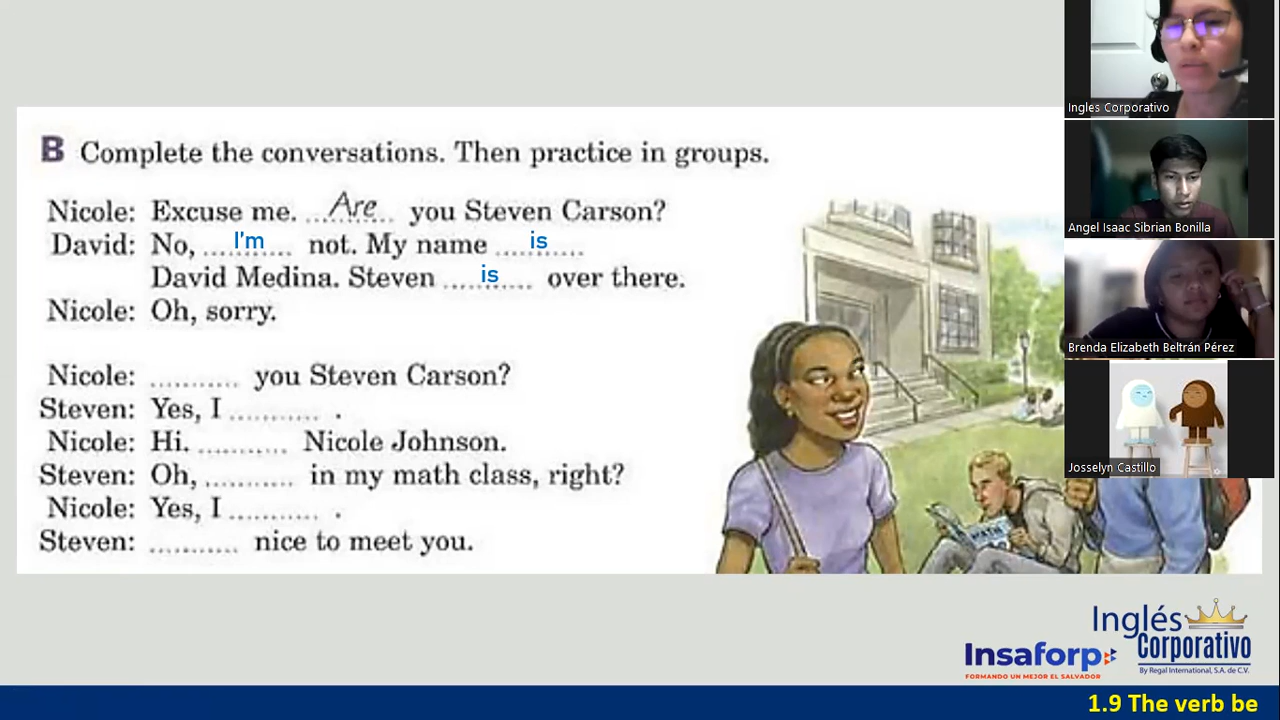 B Complete the conversations. Then practice in groups.
Nicole: Excuse me. Are you Steven Carson?
David: No, I'm not. My name is
David Medina. Steven is over there.
Nicole: Oh, sorry.
Nicole: ........... you Steven Carson?
Steven: Yes, I ........... .
Nicole: Hi. ........... Nicole Johnson.
Steven: Oh, ........... in my math class, right?
Nicole: Yes, I ........... .
Steven: ........... nice to meet you.
MATH
Ingles Corporativo
Angel Isaac Sibrian Bonilla
Brenda Elizabeth Beltrán Pérez
Josselyn Castillo
Insaforp
FORMANDO UN MEJOR EL SALVADOR
Inglés
Corporativo
By Regal International, S.A. de C.V.
1.9 The verb be